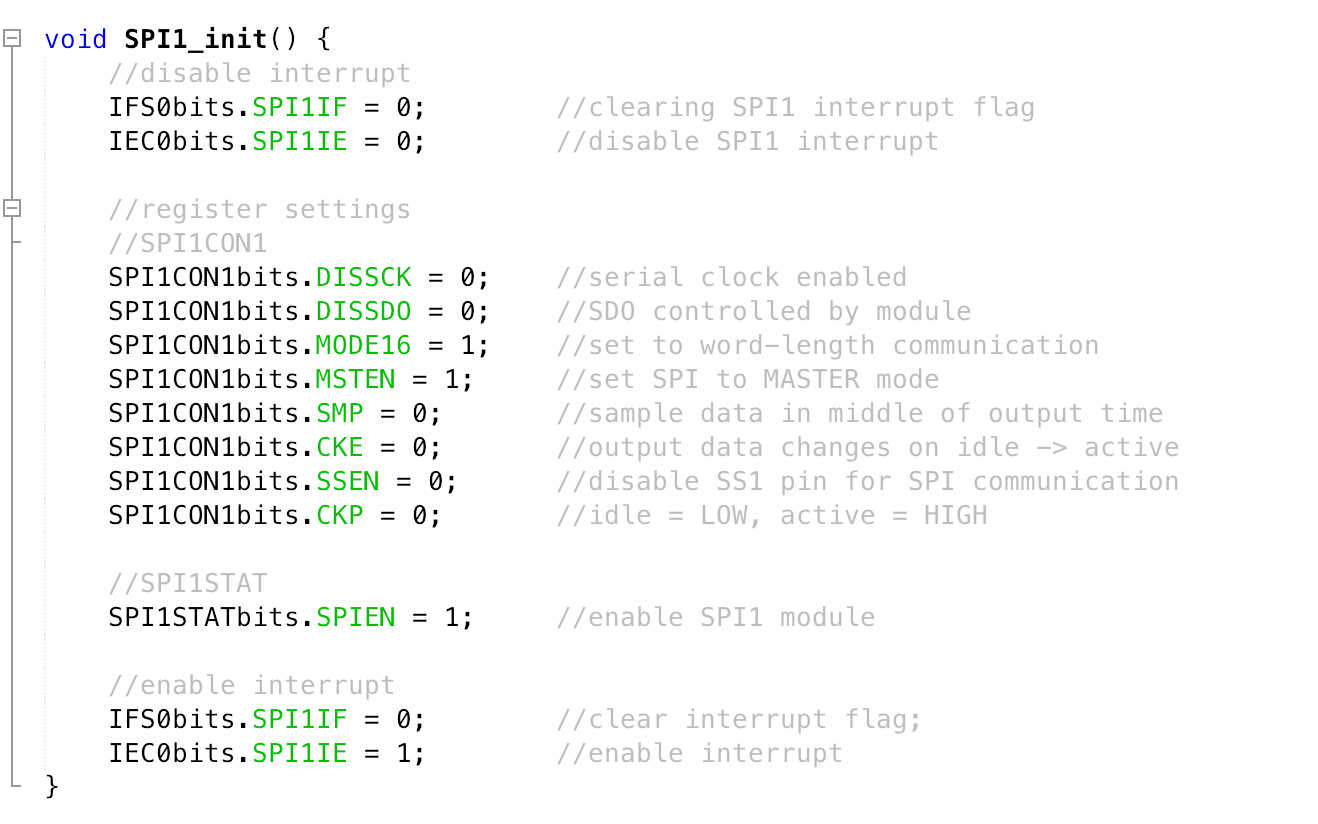 void SPI1_init() {
    //disable interrupt
    IFS0bits.SPI1IF = 0;        //clearing SPI1 interrupt flag
    IEC0bits.SPI1IE = 0;        //disable SPI1 interrupt

    //register settings
    //SPI1CON1
    SPI1CON1bits.DISSCK = 0;    //serial clock enabled
    SPI1CON1bits.DISSDO = 0;    //SDO controlled by module
    SPI1CON1bits.MODE16 = 1;    //set to word-length communication
    SPI1CON1bits.MSTEN = 1;     //set SPI to MASTER mode
    SPI1CON1bits.SMP = 0;       //sample data in middle of output time
    SPI1CON1bits.CKE = 0;       //output data changes on idle -> active
    SPI1CON1bits.SSEN = 0;      //disable SS1 pin for SPI communication
    SPI1CON1bits.CKP = 0;       //idle = LOW, active = HIGH

    //SPI1STAT
    SPI1STATbits.SPIEN = 1;     //enable SPI1 module

    //enable interrupt
    IFS0bits.SPI1IF = 0;        //clear interrupt flag;
    IEC0bits.SPI1IE = 1;        //enable interrupt
}